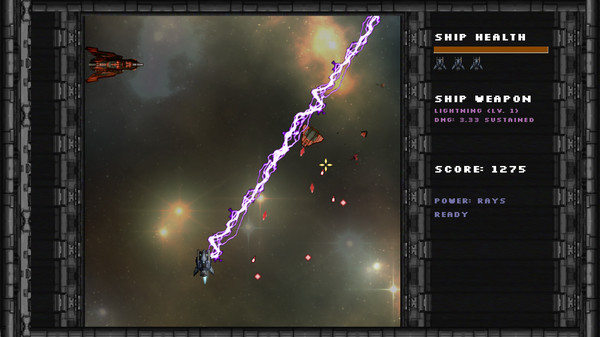 SHIP HEALTH
SHIP WEAPON
LIGHTNING (LV. 1)
DMG: 3.33 SUSTAINED
SCORE: 1275
POWER: RAYS
READY